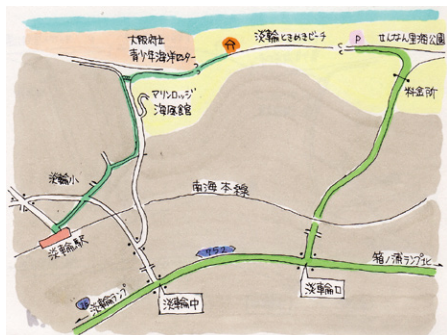 大阪府立
青少年海洋センター
淡輪ときめきビーチ
P
せんなん里海公園
マリンロッジ
海風館
料金所
淡輪小
南海本線
淡輪駅
752
箱ノ浦ランプ北
淡輪ランプ
淡輪中
淡輪口